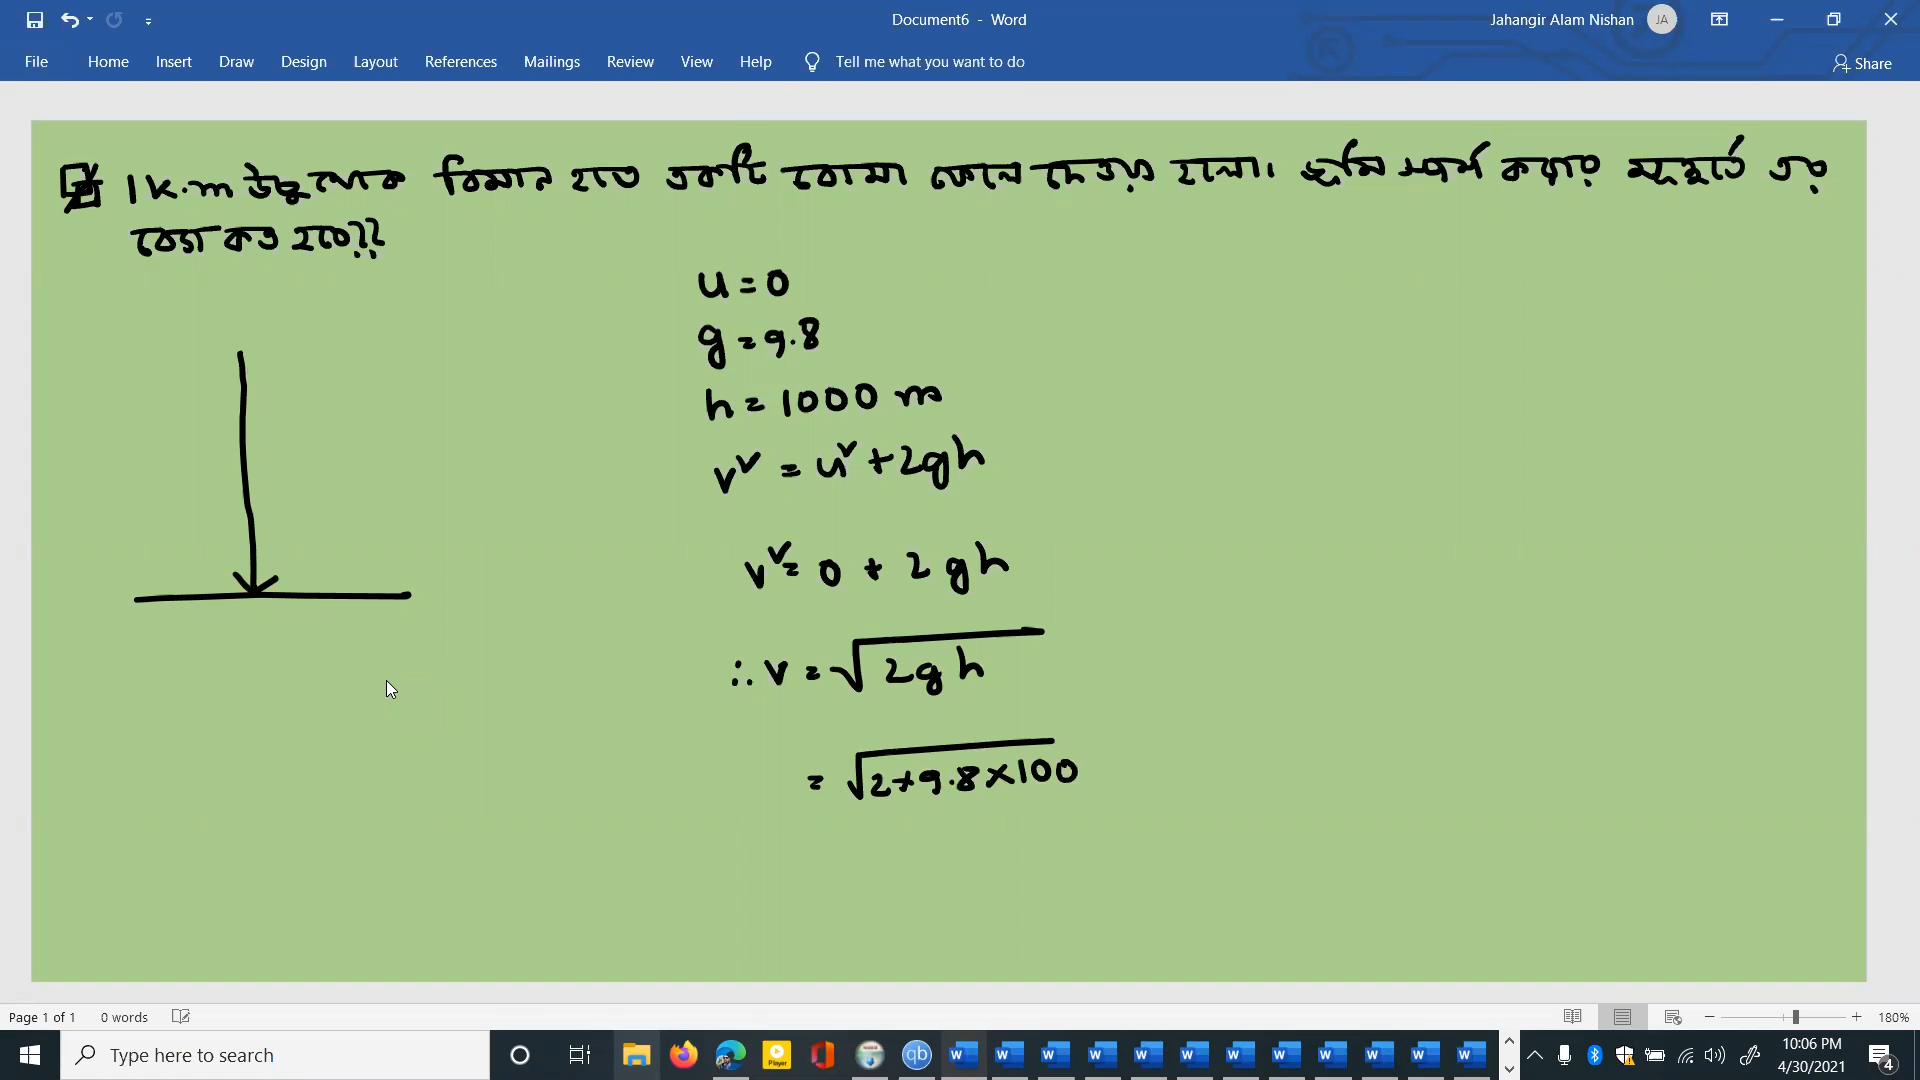 Document6 - Word
Jahangir Alam Nishan
JA
File Home Insert Draw Design Layout References Mailings Review View Help Tell me what you want to do
Share
1 k.m উচু থেকে বিমান হতে একটি বোমা ফেলে দেওয়া হলো। ভূমি স্পর্শ করার মুহূর্তে এর
বেগ কত হবে??
u = 0
g = 9.8
h = 1000 m
v² = u² + 2gh
v² = 0 + 2gh
∴ v = √2gh
= √2×9.8×100
Page 1 of 1 0 words
180%
Type here to search
10:06 PM
4/30/2021
4